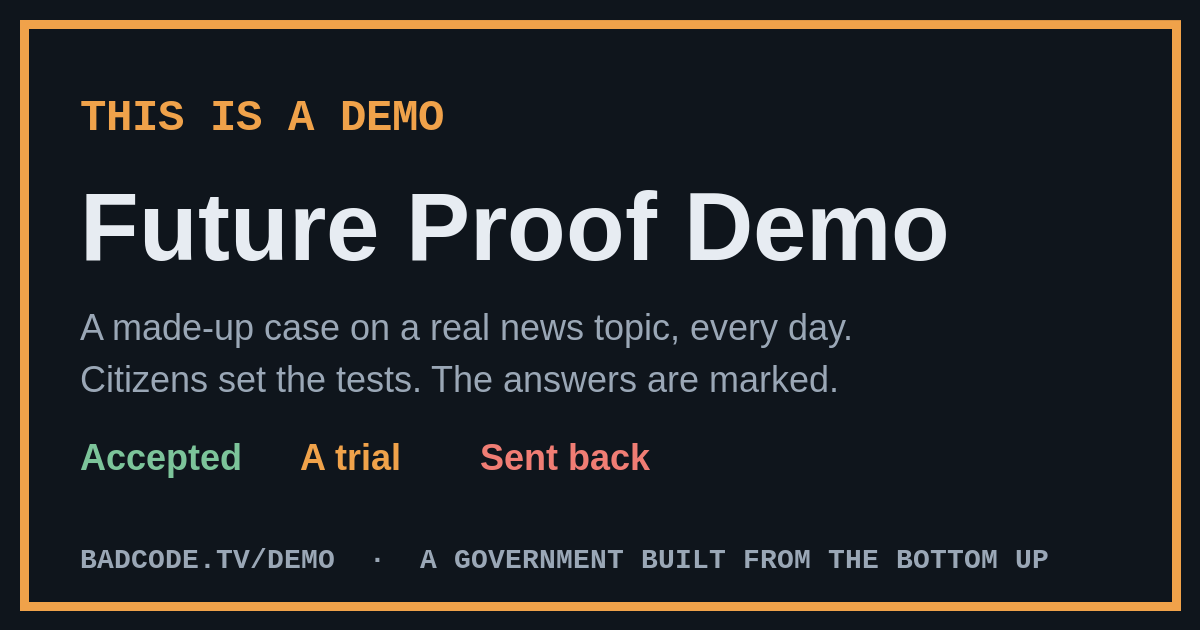 THIS IS A DEMO
Future Proof Demo
A made-up case on a real news topic, every day.
Citizens set the tests. The answers are marked.
Accepted A trial Sent back
BADCODE.TV/DEMO · A GOVERNMENT BUILT FROM THE BOTTOM UP